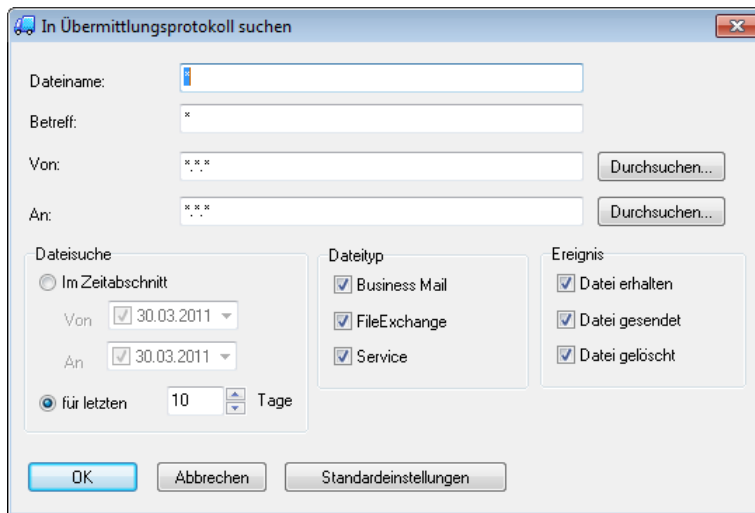 In Übermittlungsprotokoll suchen
Dateiname: *
Betreff: *
Von: *.*.* Durchsuchen...
An: *.*.* Durchsuchen...
Dateisuche
Im Zeitabschnitt
Von 30.03.2011
An 30.03.2011
für letzten 10 Tage
Dateityp
Business Mail
FileExchange
Service
Ereignis
Datei erhalten
Datei gesendet
Datei gelöscht
OK Abbrechen Standardeinstellungen